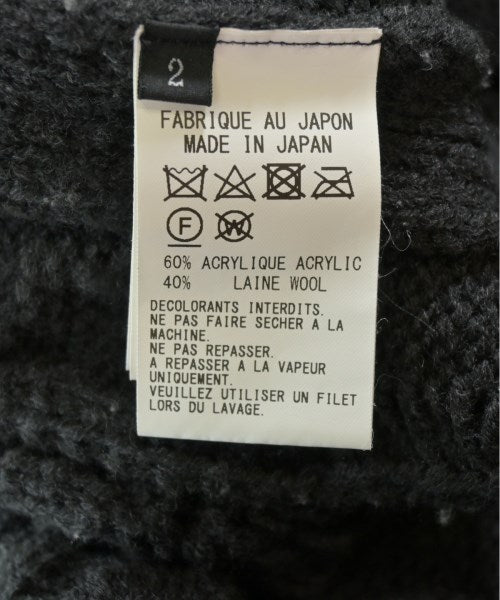 2
FABRIQUE AU JAPON
MADE IN JAPAN
F W
60% ACRYLIQUE ACRYLIC
40% LAINE WOOL
DECOLORANTS INTERDITS.
NE PAS FAIRE SECHER A LA
MACHINE.
NE PAS REPASSER.
A REPASSER A LA VAPEUR
UNIQUEMENT.
VEUILLEZ UTILISER UN FILET
LORS DU LAVAGE.